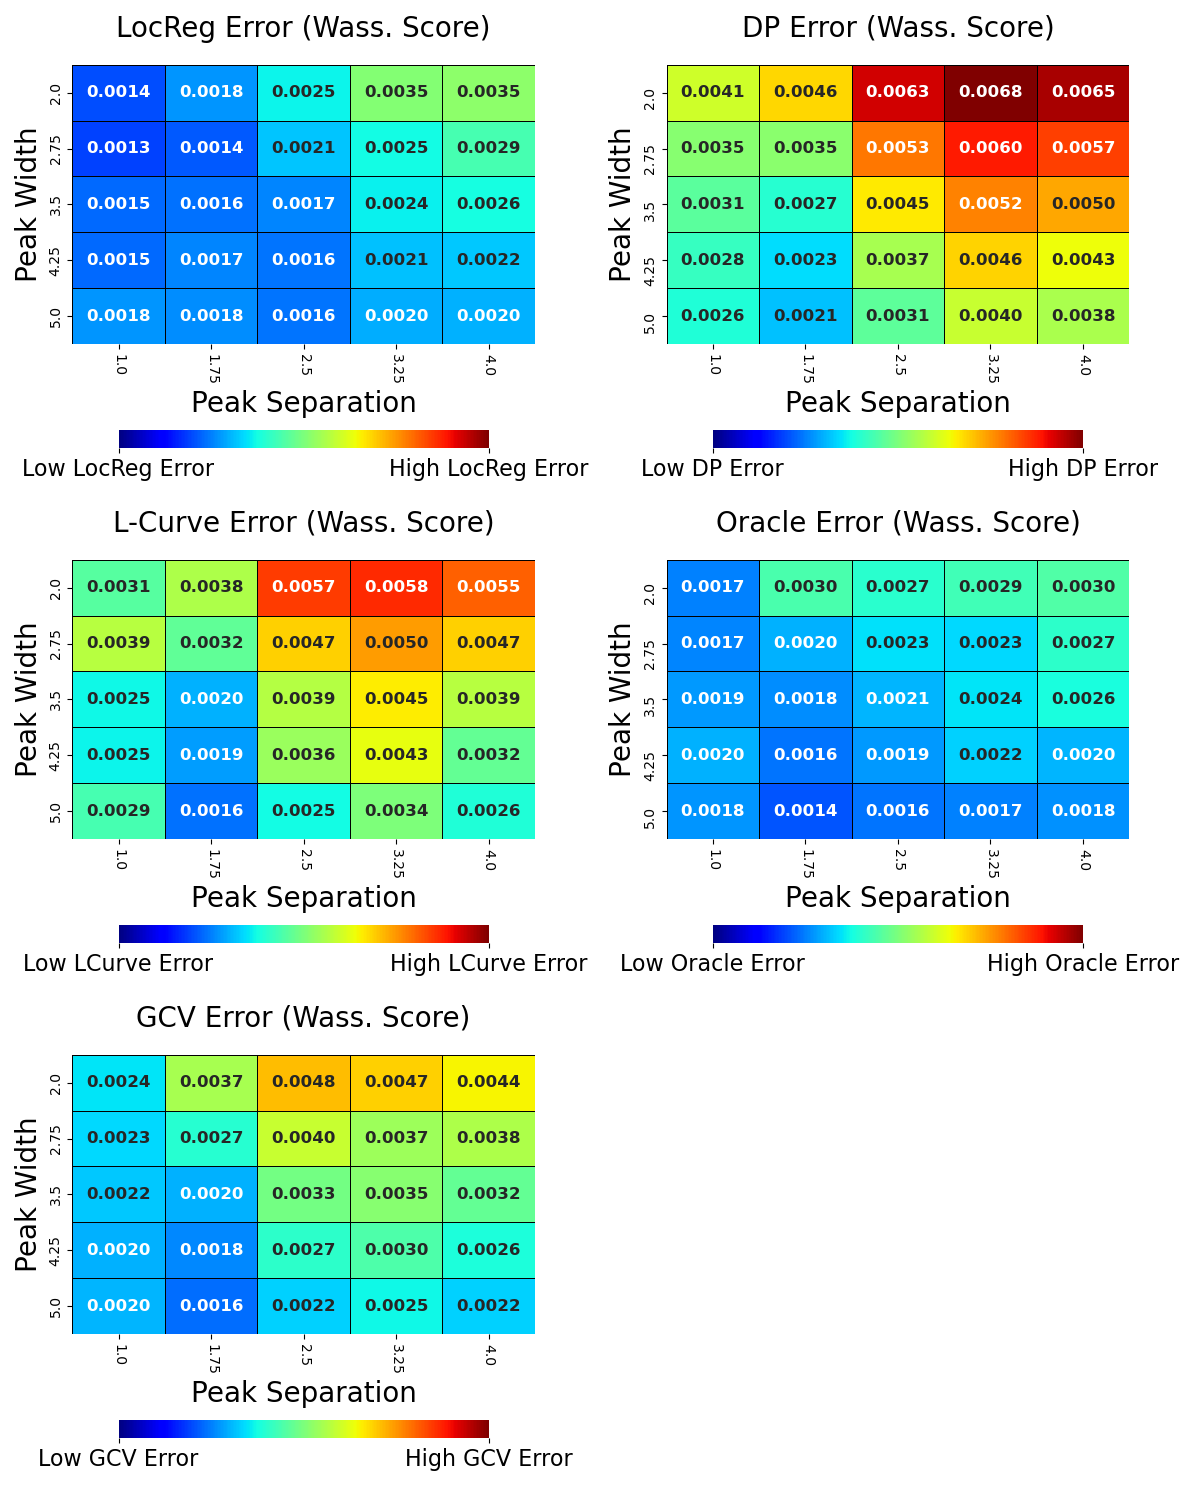 LocReg Error (Wass. Score)
Peak Width
2.0 0.0014 0.0018 0.0025 0.0035 0.0035
2.75 0.0013 0.0014 0.0021 0.0025 0.0029
3.5 0.0015 0.0016 0.0017 0.0024 0.0026
4.25 0.0015 0.0017 0.0016 0.0021 0.0022
5.0 0.0018 0.0018 0.0016 0.0020 0.0020
1.0 1.75 2.5 3.25 4.0
Peak Separation
Low LocReg Error High LocReg Error
DP Error (Wass. Score)
Peak Width
2.0 0.0041 0.0046 0.0063 0.0068 0.0065
2.75 0.0035 0.0035 0.0053 0.0060 0.0057
3.5 0.0031 0.0027 0.0045 0.0052 0.0050
4.25 0.0028 0.0023 0.0037 0.0046 0.0043
5.0 0.0026 0.0021 0.0031 0.0040 0.0038
1.0 1.75 2.5 3.25 4.0
Peak Separation
Low DP Error High DP Error
L-Curve Error (Wass. Score)
Peak Width
2.0 0.0031 0.0038 0.0057 0.0058 0.0055
2.75 0.0039 0.0032 0.0047 0.0050 0.0047
3.5 0.0025 0.0020 0.0039 0.0045 0.0039
4.25 0.0025 0.0019 0.0036 0.0043 0.0032
5.0 0.0029 0.0016 0.0025 0.0034 0.0026
1.0 1.75 2.5 3.25 4.0
Peak Separation
Low LCurve Error High LCurve Error
Oracle Error (Wass. Score)
Peak Width
2.0 0.0017 0.0030 0.0027 0.0029 0.0030
2.75 0.0017 0.0020 0.0023 0.0023 0.0027
3.5 0.0019 0.0018 0.0021 0.0024 0.0026
4.25 0.0020 0.0016 0.0019 0.0022 0.0020
5.0 0.0018 0.0014 0.0016 0.0017 0.0018
1.0 1.75 2.5 3.25 4.0
Peak Separation
Low Oracle Error High Oracle Error
GCV Error (Wass. Score)
Peak Width
2.0 0.0024 0.0037 0.0048 0.0047 0.0044
2.75 0.0023 0.0027 0.0040 0.0037 0.0038
3.5 0.0022 0.0020 0.0033 0.0035 0.0032
4.25 0.0020 0.0018 0.0027 0.0030 0.0026
5.0 0.0020 0.0016 0.0022 0.0025 0.0022
1.0 1.75 2.5 3.25 4.0
Peak Separation
Low GCV Error High GCV Error